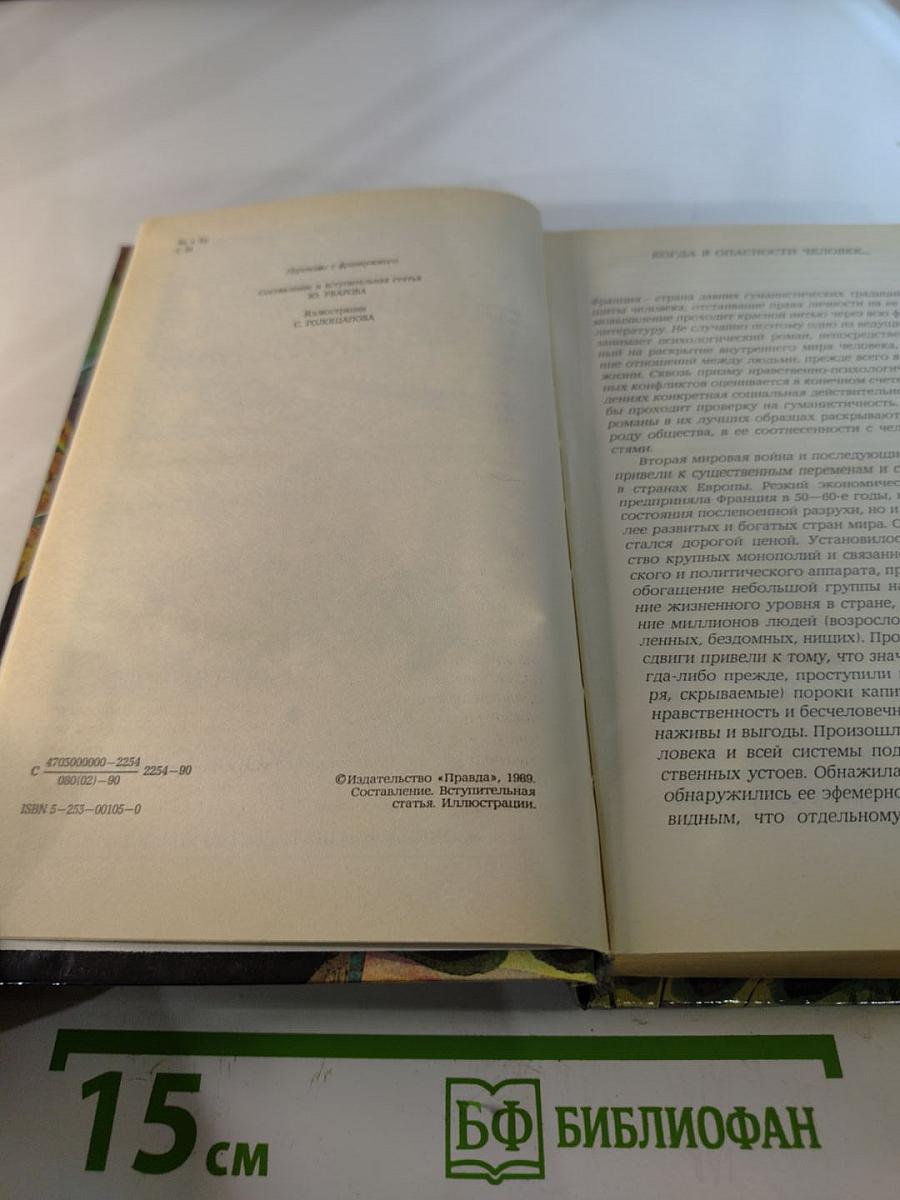 Перевод с французского
Составление и вступительная статья
Ю. УВАРОВА
Иллюстрации
С. ГОЛОЩАПОВА
С 4703000000—2254
080(02)—90
2254—90
ISBN 5—253—00105—0
©Издательство «Правда», 1989.
Составление. Вступительная
статья. Иллюстрации.
КОГДА В ОПАСНОСТИ ЧЕЛОВЕК...
Франция — страна давних гуманистических
щиты человека, отстаивание права личности на
проходит красной нитью через всю
литературу. Не случайно поэтому одно из ведущи
занимает психологический роман, непосредстве
ный на раскрытие внутреннего мира человека,
ние отношений между людьми, прежде всего в
жизни. Сквозь призму нравственно-психологич
ных конфликтов оценивается в конечном счете
дениях конкретная социальная действительно
бы проходит проверку на гуманистичность,
романы в их лучших образцах раскрывают
роду общества, в ее соотнесенности с чел
стями.
Вторая мировая война и последующи
привели к существенным переменам и с
в странах Европы. Резкий экономичес
предприняла Франция в 50—60-е годы,
состояния послевоенной разрухи, но и
лее развитых и богатых стран мира. О
стался дорогой ценой. Установилос
ство крупных монополий и связанн
ского и политического аппарата, пр
обогащение небольшой группы на
ние жизненного уровня в стране,
ние миллионов людей (возросло
ленных, бездомных, нищих). Про
сдвиги привели к тому, что знач
гда-либо прежде, проступили
ря, скрываемые) пороки капи
нравственность и бесчеловечн
наживы и выгоды. Произошл
ловека и всей системы под
ственных устоев. Обнажила
обнаружились ее эфемерно
видным, что отдельному
15 см
БФ БИБЛИОФАН